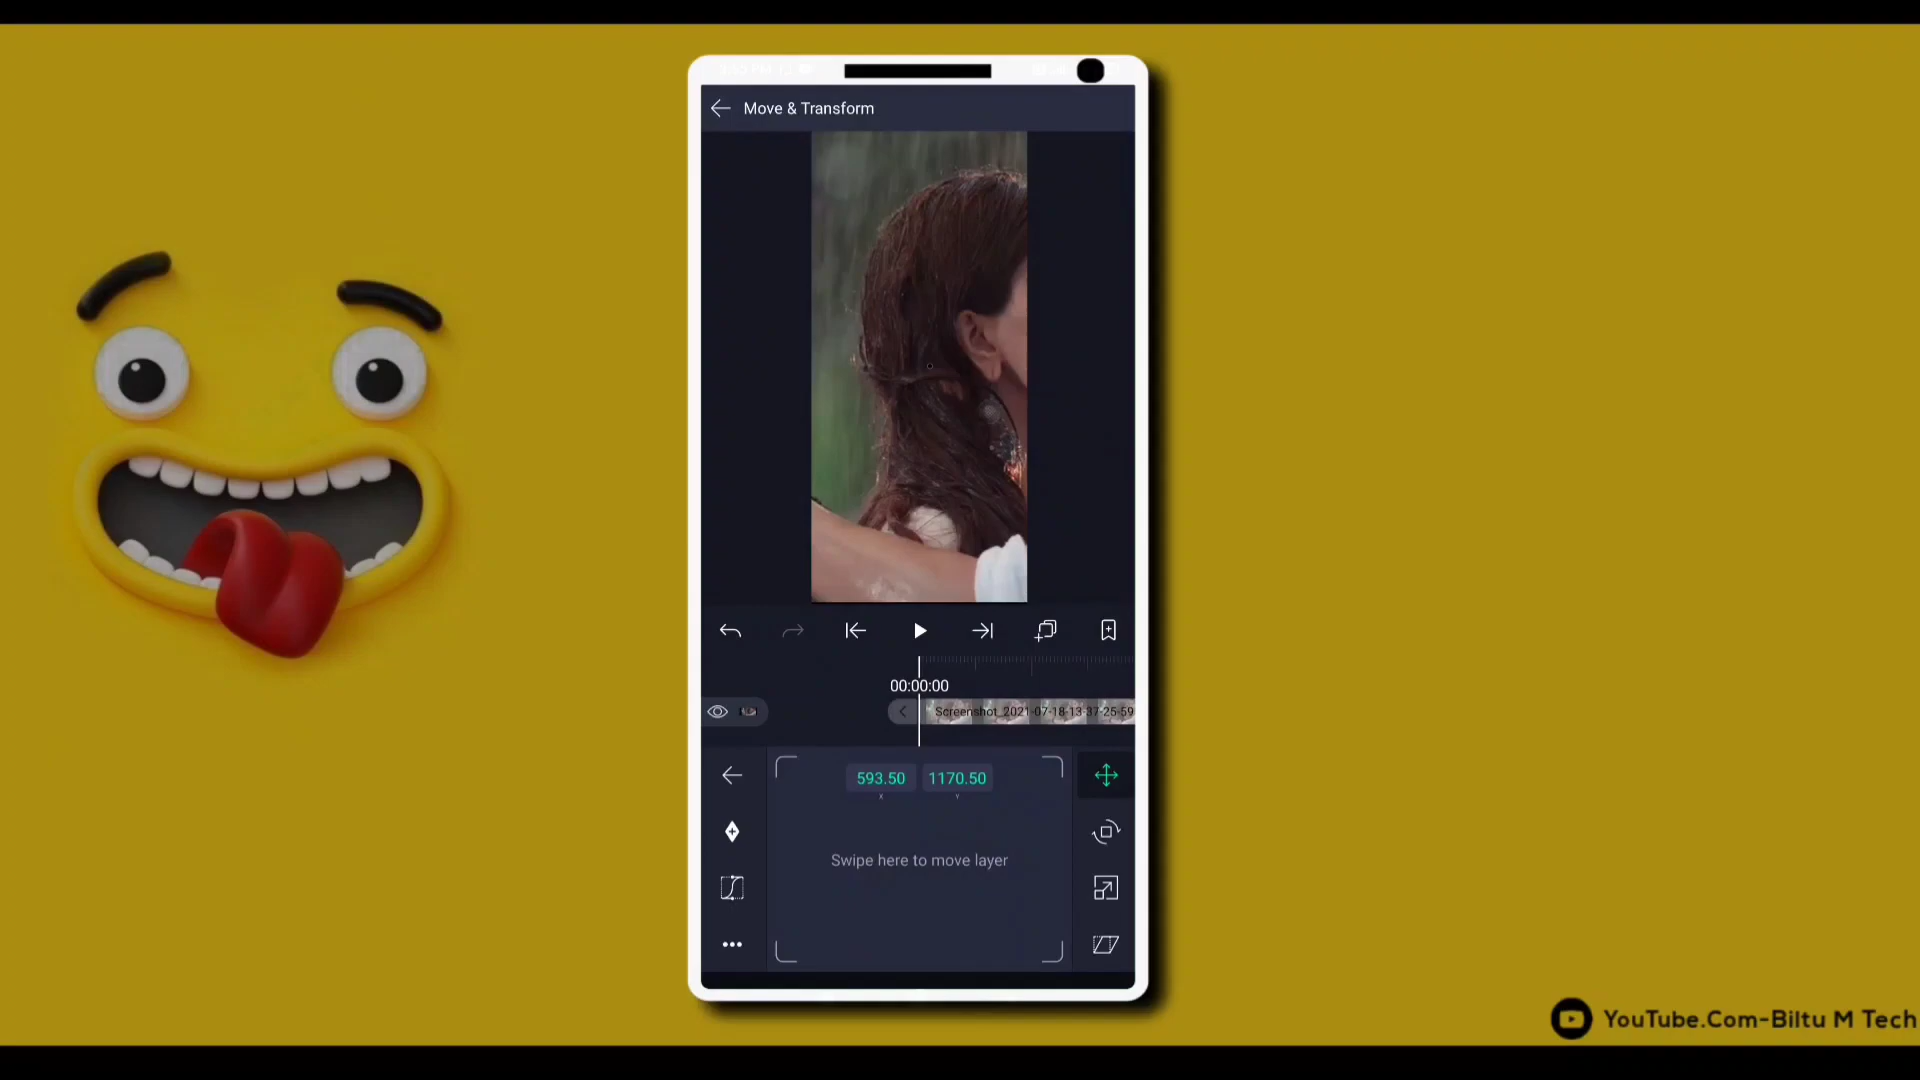 Move & Transform
00:00:00
Screenshot_2021-07-18-13-37-25-59
593.50 1170.50
X Y
Swipe here to move layer
YouTube.Com-Biltu M Tech